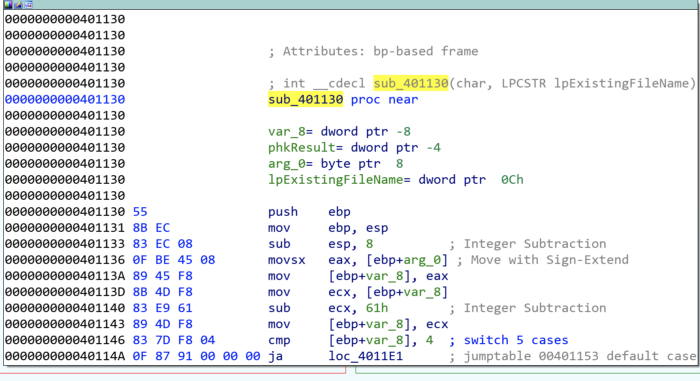 0000000000401130
0000000000401130
0000000000401130
0000000000401130 ; Attributes: bp-based frame
0000000000401130
0000000000401130 ; int __cdecl sub_401130(char, LPCSTR lpExistingFileName)
0000000000401130 sub_401130 proc near
0000000000401130
0000000000401130 var_8= dword ptr -8
0000000000401130 phkResult= dword ptr -4
0000000000401130 arg_0= byte ptr  8
0000000000401130 lpExistingFileName= dword ptr  0Ch
0000000000401130
0000000000401130 55 push ebp
0000000000401131 8B EC mov ebp, esp
0000000000401133 83 EC 08 sub esp, 8 ; Integer Subtraction
0000000000401136 0F BE 45 08 movsx eax, [ebp+arg_0] ; Move with Sign-Extend
000000000040113A 89 45 F8 mov [ebp+var_8], eax
000000000040113D 8B 4D F8 mov ecx, [ebp+var_8]
0000000000401140 83 E9 61 sub ecx, 61h ; Integer Subtraction
0000000000401143 89 4D F8 mov [ebp+var_8], ecx
0000000000401146 83 7D F8 04 cmp [ebp+var_8], 4 ; switch 5 cases
000000000040114A 0F 87 91 00 00 00 ja loc_4011E1 ; jumptable 00401153 default case